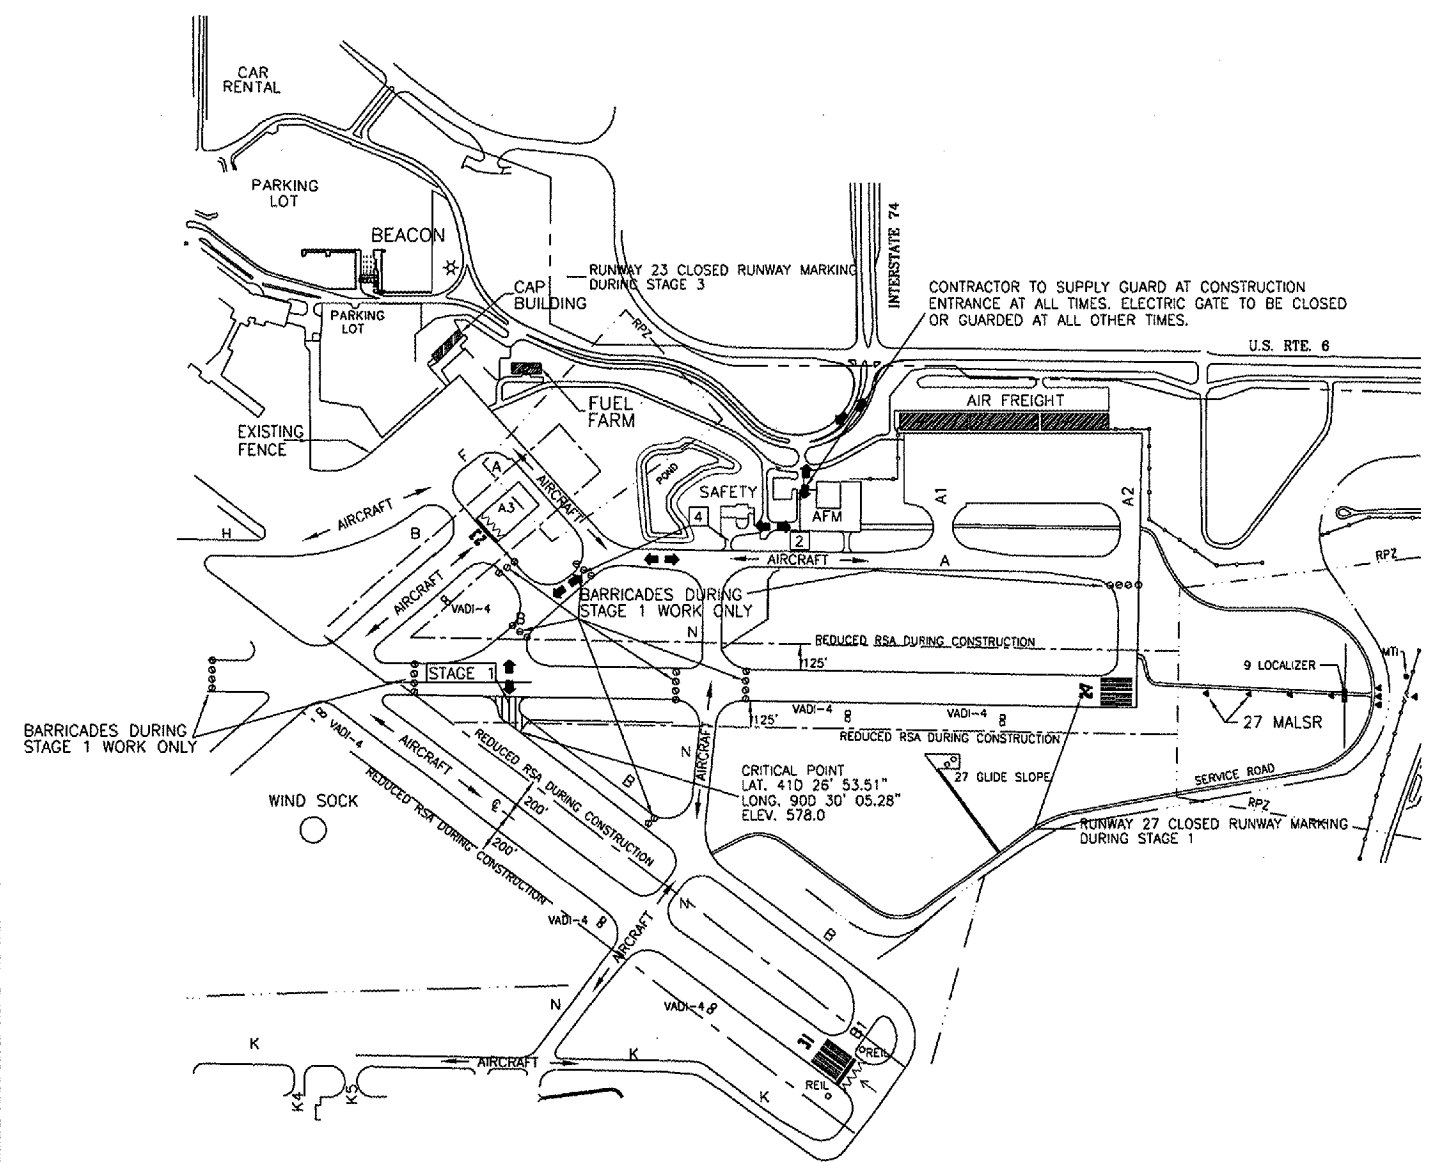 CAR
RENTAL
PARKING
LOT
BEACON
INTERSTATE 74
RUNWAY 23 CLOSED RUNWAY MARKING
DURING STAGE 3
CAP
BUILDING
CONTRACTOR TO SUPPLY GUARD AT CONSTRUCTION
ENTRANCE AT ALL TIMES. ELECTRIC GATE TO BE CLOSED
OR GUARDED AT ALL OTHER TIMES.
PARKING
LOT
RPZ
U.S. RTE. 6
FUEL
FARM
AIR FREIGHT
EXISTING
FENCE
F
A
POND
SAFETY
A1
A2
A31
AIRCRAFT
AIRCRAFT
4
AFM
H
B
23
2
AIRCRAFT
A
RPZ
AIRCRAFT
VADI-4
BARRICADES DURING
STAGE 1 WORK ONLY
B
N
REDUCED RSA DURING CONSTRUCTION
125'
MTi
9 LOCALIZER
STAGE 1
27
VADI-4
VADI-4
125'
27 MALSR
BARRICADES DURING
STAGE 1 WORK ONLY
VADI-4
AIRCRAFT
REDUCED RSA DURING CONSTRUCTION
N
AIRCRAFT
REDUCED RSA DURING CONSTRUCTION
REDUCED RSA DURING CONSTRUCTION
B
CRITICAL POINT
LAT. 41D 26' 53.51"
LONG. 90D 30' 05.28"
ELEV. 578.0
27 GLIDE SLOPE
SERVICE ROAD
RPZ
WIND SOCK
200'
200'
RUNWAY 27 CLOSED RUNWAY MARKING
DURING STAGE 1
VADI-4
N
AIRCRAFT
B
N
VADI-4
31
B1
REIL
K
AIRCRAFT
K
REIL
K4
K5
K